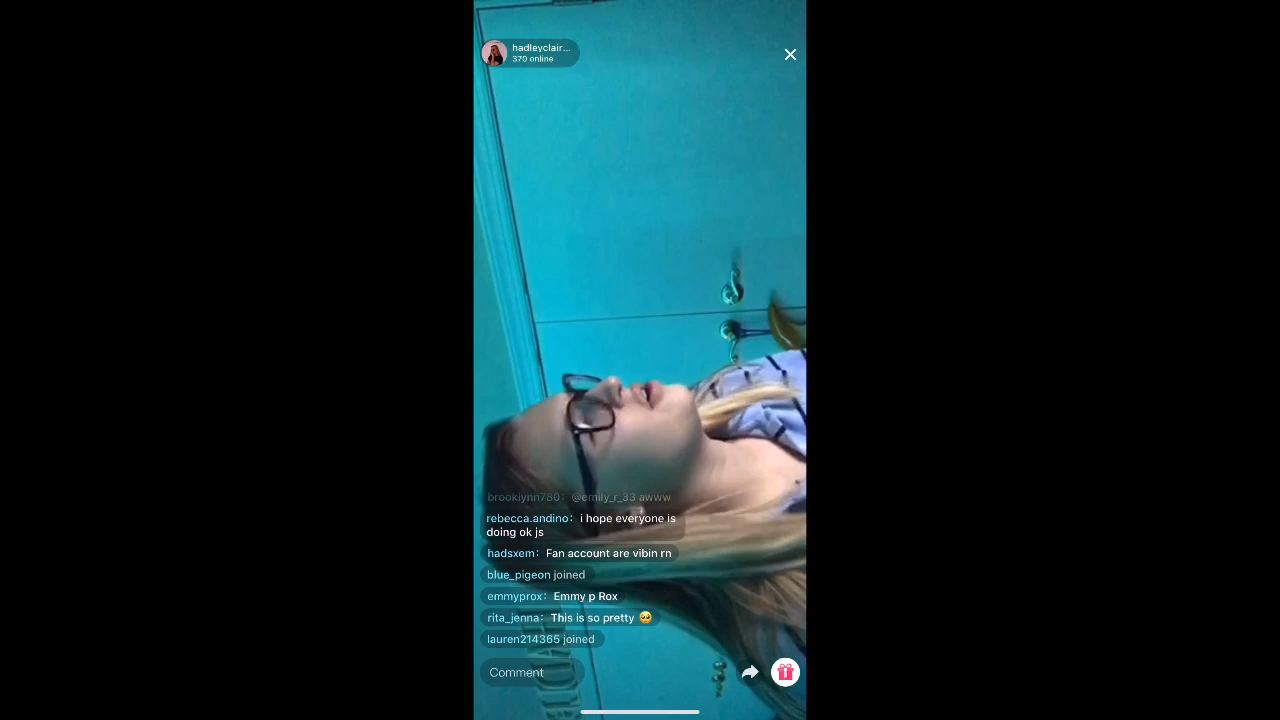 hadleyclair...
370 online
brooklynn780: @emily_r_33 awww
rebecca.andino: i hope everyone is
doing ok js
hadsxem: Fan account are vibin rn
blue_pigeon joined
emmyprox: Emmy p Rox
rita_jenna: This is so pretty 🥺
lauren214365 joined
Comment